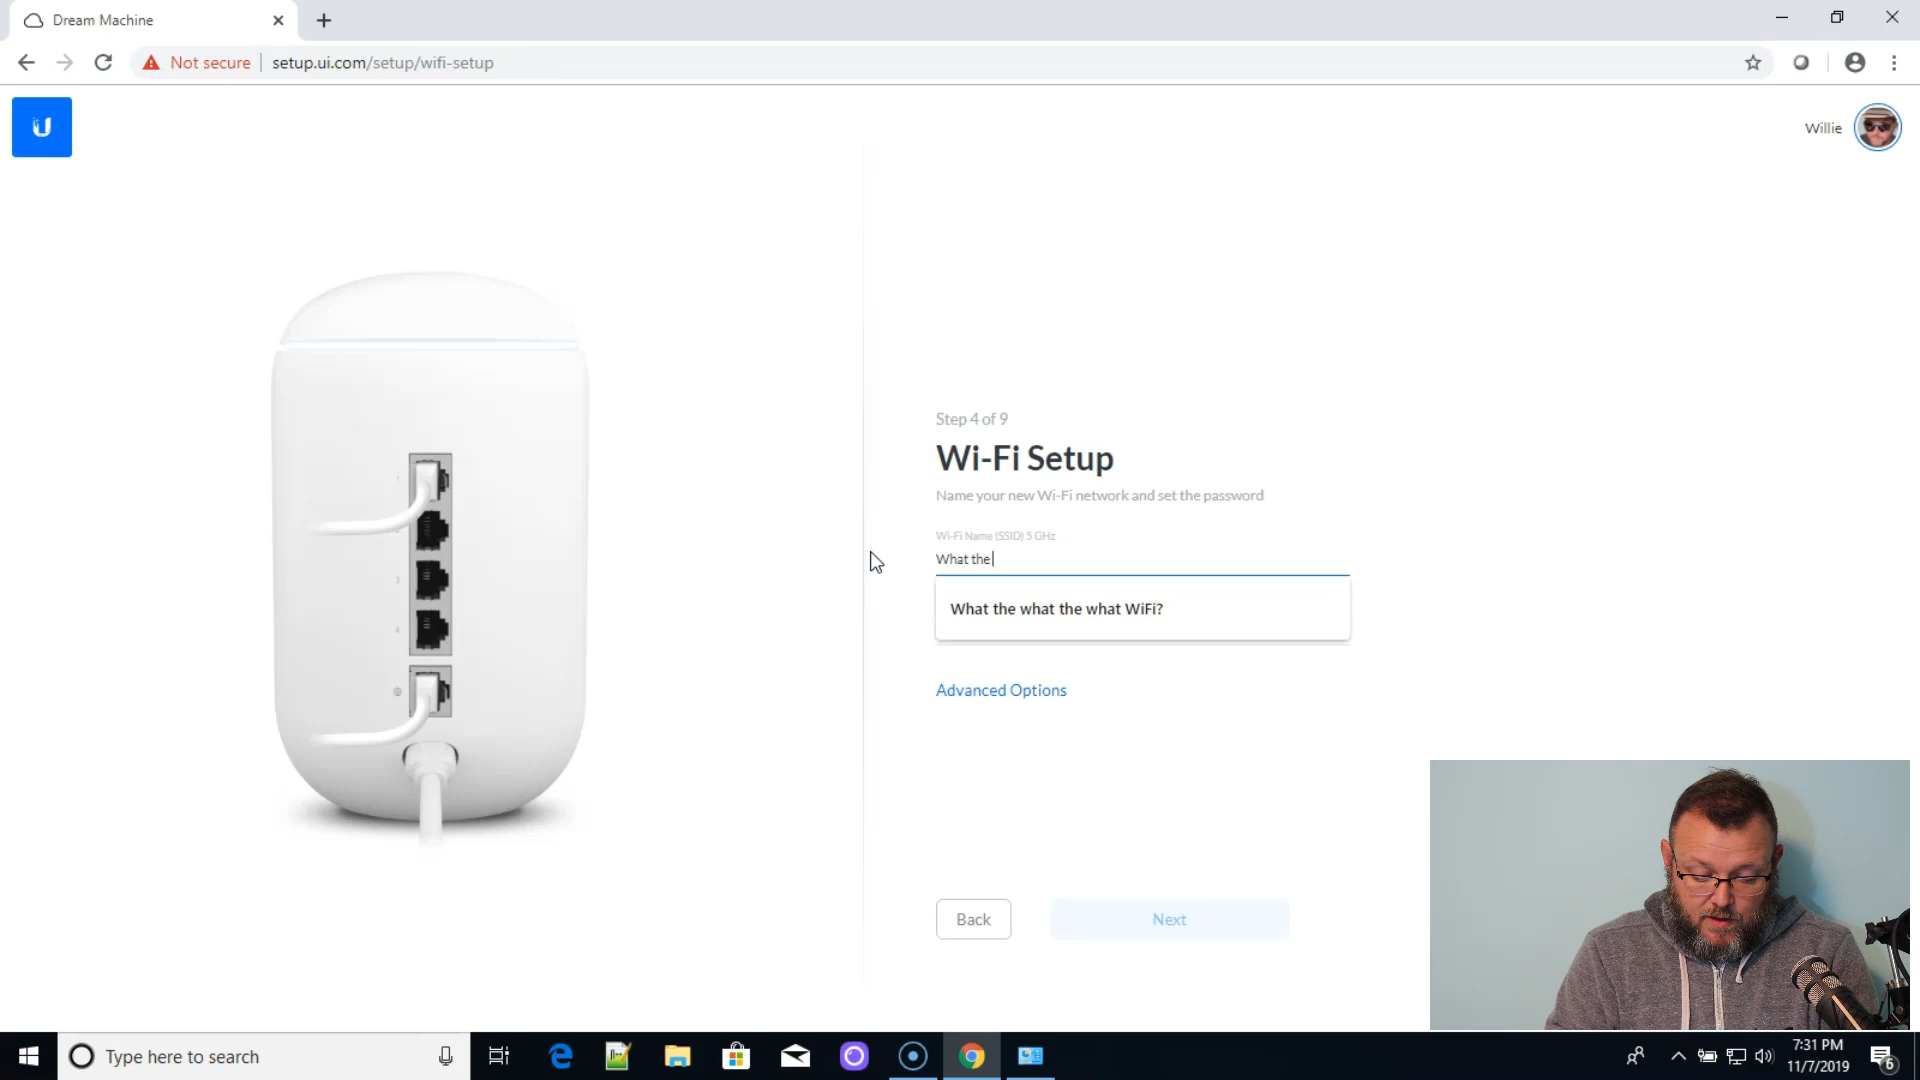 Dream Machine
Not secure
setup.ui.com/setup/wifi-setup
Willie
Step 4 of 9
Wi-Fi Setup
Name your new Wi-Fi network and set the password
Wi-Fi Name (SSID) 5 GHz
What the
What the what the what WiFi?
Advanced Options
Back
Next
Type here to search
7:31 PM
11/7/2019
6